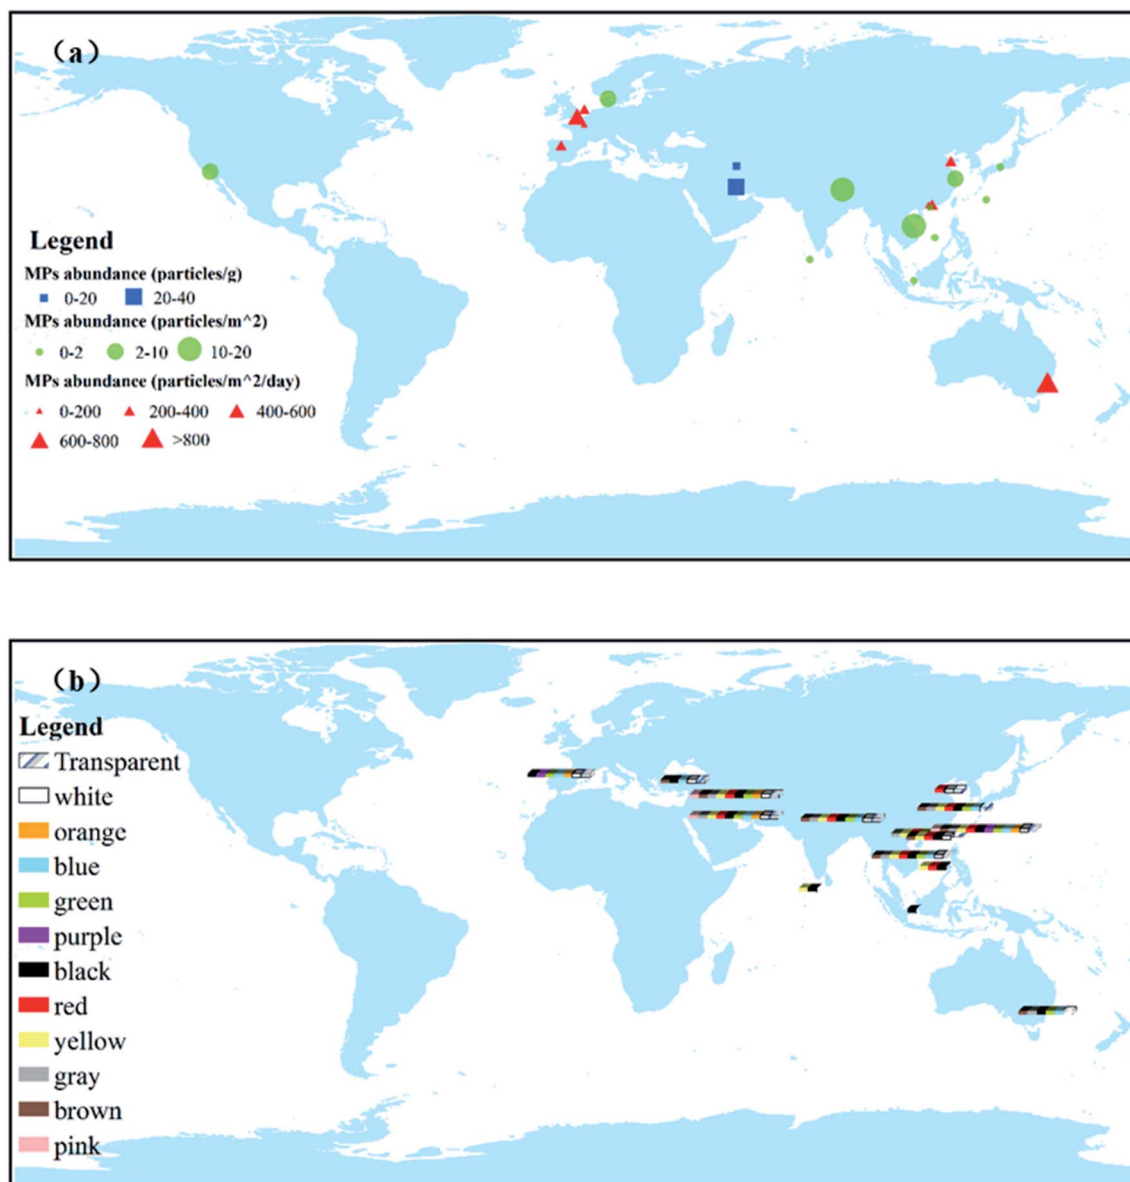 (a)
Legend
MPs abundance (particles/g)
0-20 20-40
MPs abundance (particles/m^2)
0-2 2-10 10-20
MPs abundance (particles/m^2/day)
0-200 200-400 400-600
600-800 >800
(b)
Legend
Transparent
white
orange
blue
green
purple
black
red
yellow
gray
brown
pink